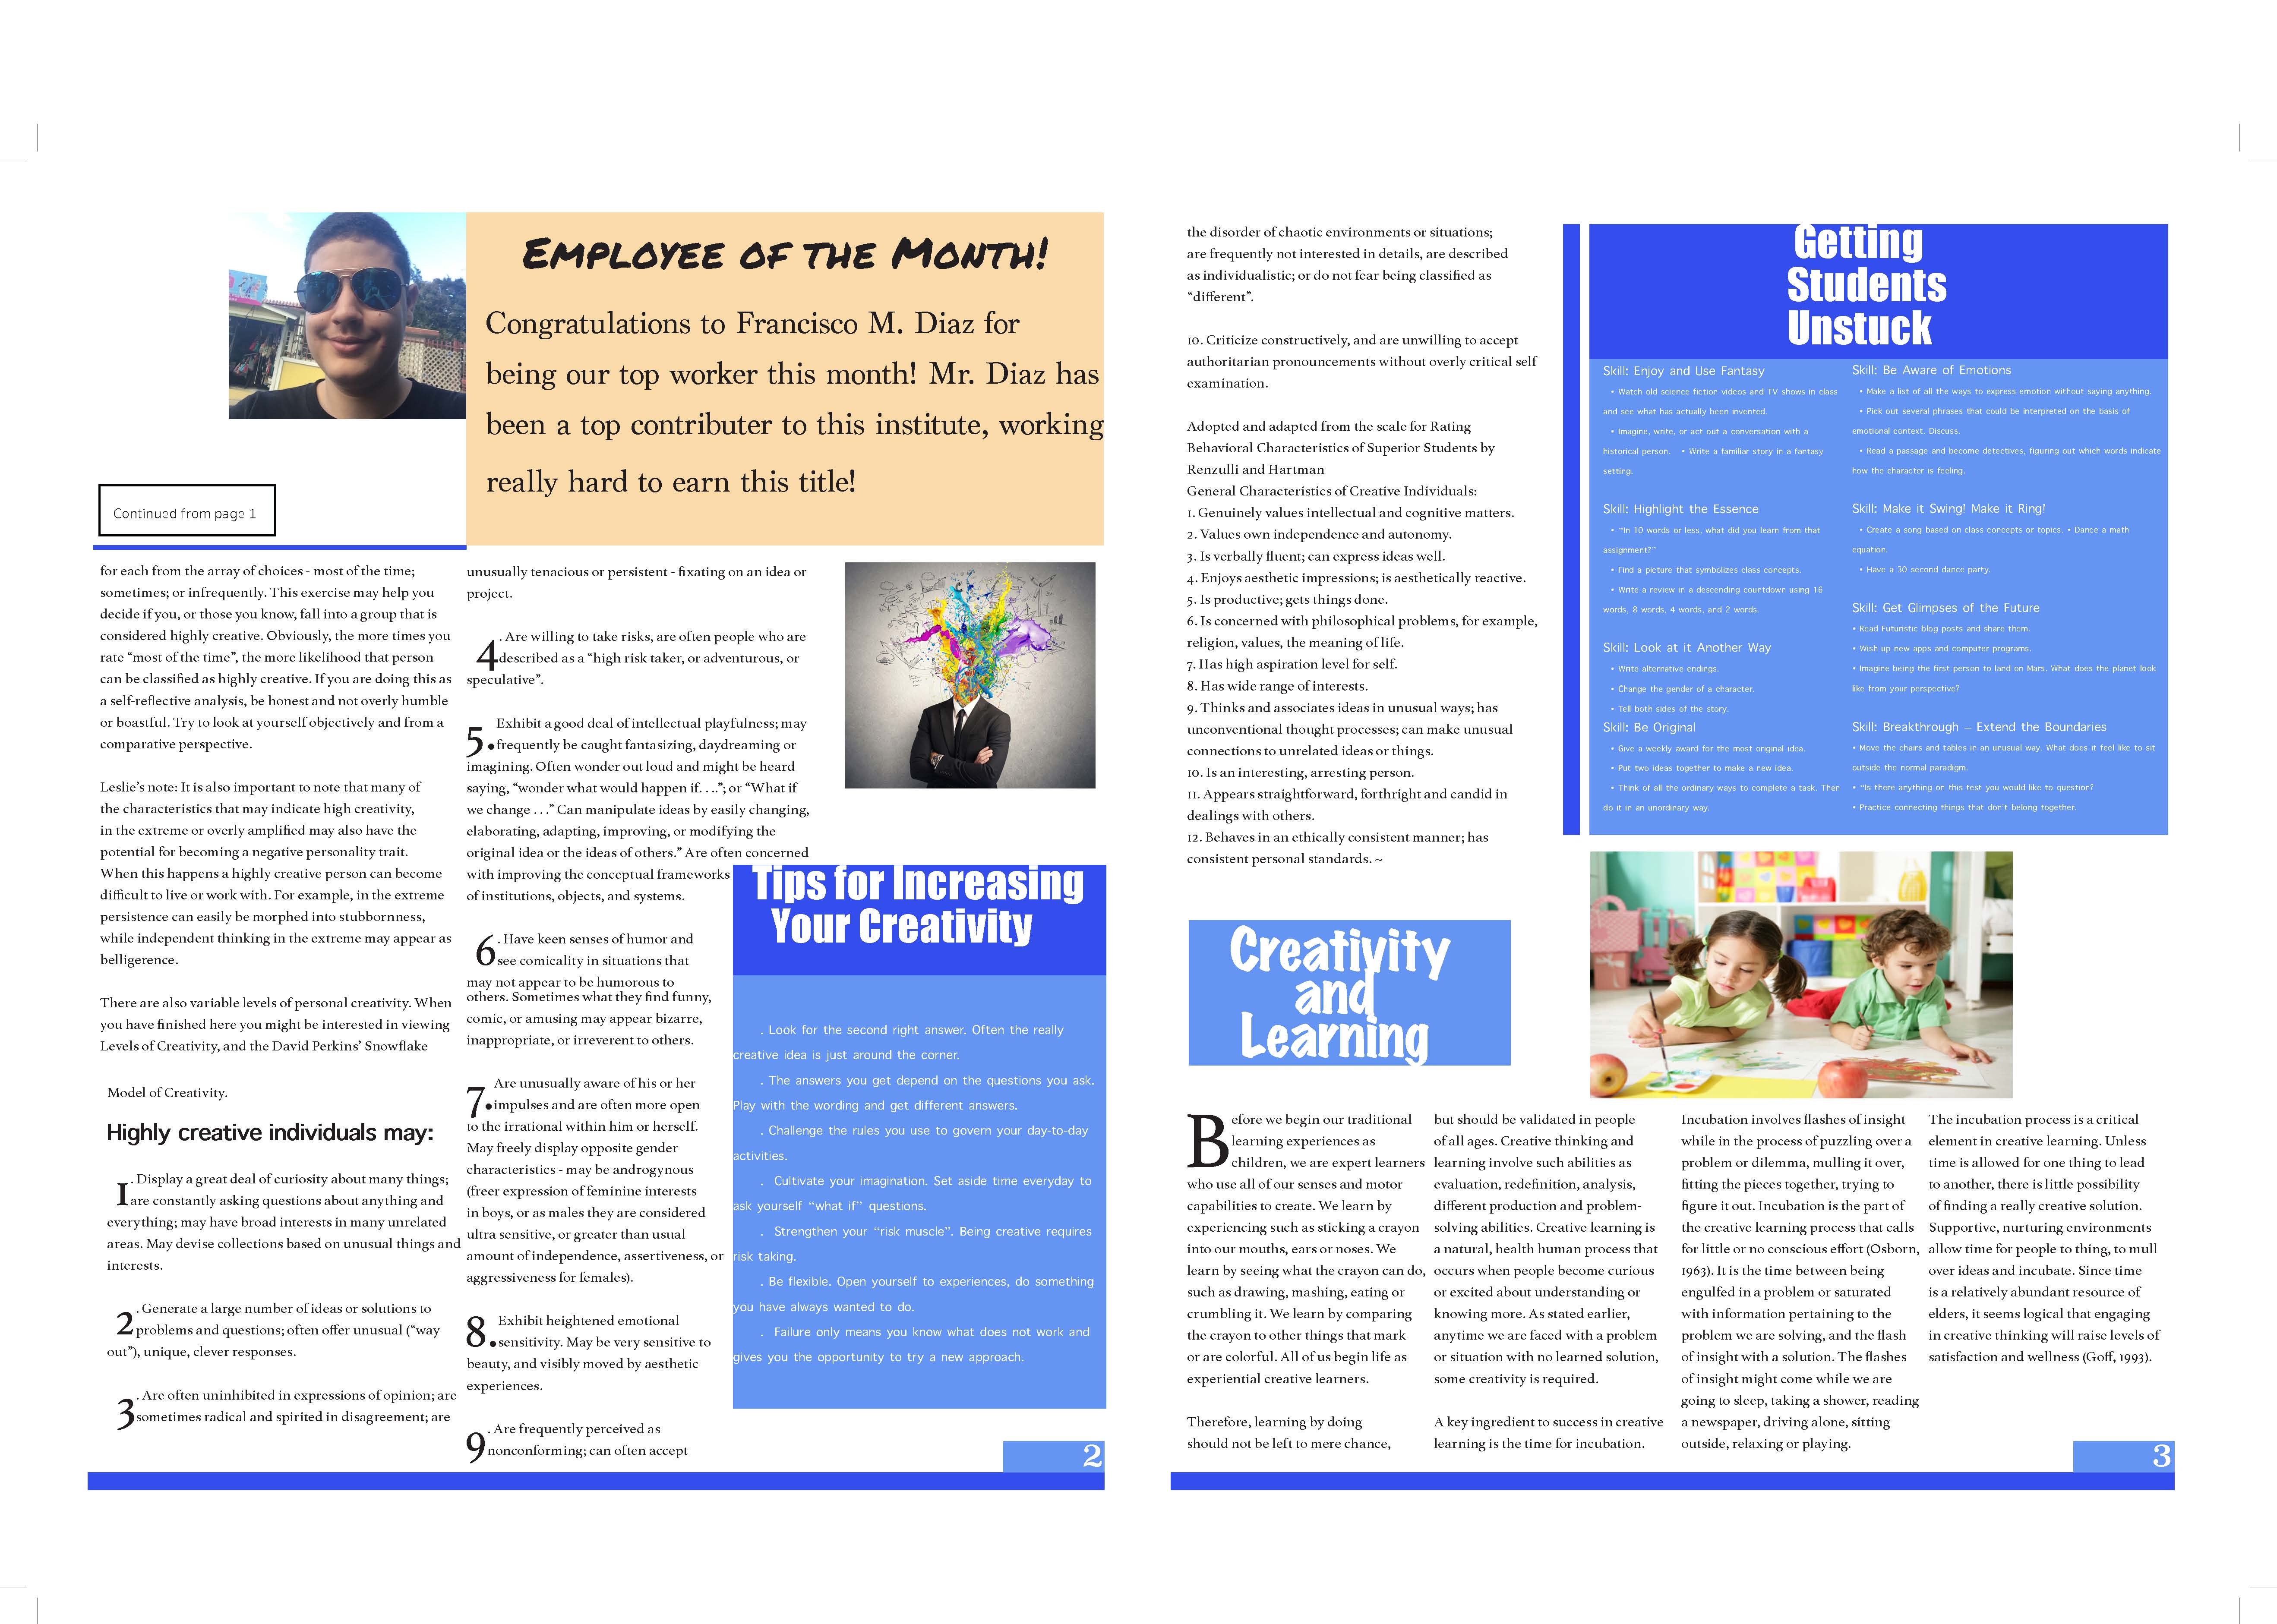 Employee of the Month!
Congratulations to Francisco M. Diaz for
being our top worker this month! Mr. Diaz has
been a top contributer to this institute, working
really hard to earn this title!
Continued from page 1
for each from the array of choices - most of the time;
sometimes; or infrequently. This exercise may help you
decide if you, or those you know, fall into a group that is
considered highly creative. Obviously, the more times you
rate “most of the time”, the more likelihood that person
can be classified as highly creative. If you are doing this as
a self-reflective analysis, be honest and not overly humble
or boastful. Try to look at yourself objectively and from a
comparative perspective.
Leslie’s note: It is also important to note that many of
the characteristics that may indicate high creativity,
in the extreme or overly amplified may also have the
potential for becoming a negative personality trait.
When this happens a highly creative person can become
difficult to live or work with. For example, in the extreme
persistence can easily be morphed into stubbornness,
while independent thinking in the extreme may appear as
belligerence.
There are also variable levels of personal creativity. When
you have finished here you might be interested in viewing
Levels of Creativity, and the David Perkins’ Snowflake
Model of Creativity.
Highly creative individuals may:
1. Display a great deal of curiosity about many things;
are constantly asking questions about anything and
everything; may have broad interests in many unrelated
areas. May devise collections based on unusual things and
interests.
2. Generate a large number of ideas or solutions to
problems and questions; often offer unusual (“way
out”), unique, clever responses.
3. Are often uninhibited in expressions of opinion; are
sometimes radical and spirited in disagreement; are
unusually tenacious or persistent - fixating on an idea or
project.
4. Are willing to take risks, are often people who are
described as a “high risk taker, or adventurous, or
speculative”.
5. Exhibit a good deal of intellectual playfulness; may
frequently be caught fantasizing, daydreaming or
imagining. Often wonder out loud and might be heard
saying, “wonder what would happen if. . ..”; or “What if
we change . . .” Can manipulate ideas by easily changing,
elaborating, adapting, improving, or modifying the
original idea or the ideas of others.” Are often concerned
with improving the conceptual frameworks
of institutions, objects, and systems.
6. Have keen senses of humor and
see comicality in situations that
may not appear to be humorous to
others. Sometimes what they find funny,
comic, or amusing may appear bizarre,
inappropriate, or irreverent to others.
7. Are unusually aware of his or her
impulses and are often more open
to the irrational within him or herself.
May freely display opposite gender
characteristics - may be androgynous
(freer expression of feminine interests
in boys, or as males they are considered
ultra sensitive, or greater than usual
amount of independence, assertiveness, or
aggressiveness for females).
8. Exhibit heightened emotional
sensitivity. May be very sensitive to
beauty, and visibly moved by aesthetic
experiences.
9. Are frequently perceived as
nonconforming; can often accept
Tips for Increasing
Your Creativity
. Look for the second right answer. Often the really
creative idea is just around the corner.
. The answers you get depend on the questions you ask.
Play with the wording and get different answers.
. Challenge the rules you use to govern your day-to-day
activities.
. Cultivate your imagination. Set aside time everyday to
ask yourself “what if” questions.
. Strengthen your “risk muscle”. Being creative requires
risk taking.
. Be flexible. Open yourself to experiences, do something
you have always wanted to do.
. Failure only means you know what does not work and
gives you the opportunity to try a new approach.
2
the disorder of chaotic environments or situations;
are frequently not interested in details, are described
as individualistic; or do not fear being classified as
“different”.
10. Criticize constructively, and are unwilling to accept
authoritarian pronouncements without overly critical self
examination.
Adopted and adapted from the scale for Rating
Behavioral Characteristics of Superior Students by
Renzulli and Hartman
General Characteristics of Creative Individuals:
1. Genuinely values intellectual and cognitive matters.
2. Values own independence and autonomy.
3. Is verbally fluent; can express ideas well.
4. Enjoys aesthetic impressions; is aesthetically reactive.
5. Is productive; gets things done.
6. Is concerned with philosophical problems, for example,
religion, values, the meaning of life.
7. Has high aspiration level for self.
8. Has wide range of interests.
9. Thinks and associates ideas in unusual ways; has
unconventional thought processes; can make unusual
connections to unrelated ideas or things.
10. Is an interesting, arresting person.
11. Appears straightforward, forthright and candid in
dealings with others.
12. Behaves in an ethically consistent manner; has
consistent personal standards. ~
Getting
Students
Unstuck
Skill: Enjoy and Use Fantasy
• Watch old science fiction videos and TV shows in class
and see what has actually been invented.
• Imagine, write, or act out a conversation with a
historical person. • Write a familiar story in a fantasy
setting.
Skill: Highlight the Essence
• “In 10 words or less, what did you learn from that
assignment?”
• Find a picture that symbolizes class concepts.
• Write a review in a descending countdown using 16
words, 8 words, 4 words, and 2 words.
Skill: Look at it Another Way
• Write alternative endings.
• Change the gender of a character.
• Tell both sides of the story.
Skill: Be Original
• Give a weekly award for the most original idea.
• Put two ideas together to make a new idea.
• Think of all the ordinary ways to complete a task. Then
do it in an unordinary way.
Skill: Be Aware of Emotions
• Make a list of all the ways to express emotion without saying anything.
• Pick out several phrases that could be interpreted on the basis of
emotional context. Discuss.
• Read a passage and become detectives, figuring out which words indicate
how the character is feeling.
Skill: Make it Swing! Make it Ring!
• Create a song based on class concepts or topics. • Dance a math
equation.
• Have a 30 second dance party.
Skill: Get Glimpses of the Future
• Read Futuristic blog posts and share them.
• Wish up new apps and computer programs.
• Imagine being the first person to land on Mars. What does the planet look
like from your perspective?
Skill: Breakthrough – Extend the Boundaries
• Move the chairs and tables in an unusual way. What does it feel like to sit
outside the normal paradigm.
• “Is there anything on this test you would like to question?
• Practice connecting things that don’t belong together.
Creativity
and
Learning
Before we begin our traditional
learning experiences as
children, we are expert learners
who use all of our senses and motor
capabilities to create. We learn by
experiencing such as sticking a crayon
into our mouths, ears or noses. We
learn by seeing what the crayon can do,
such as drawing, mashing, eating or
crumbling it. We learn by comparing
the crayon to other things that mark
or are colorful. All of us begin life as
experiential creative learners.
Therefore, learning by doing
should not be left to mere chance,
but should be validated in people
of all ages. Creative thinking and
learning involve such abilities as
evaluation, redefinition, analysis,
different production and problem-
solving abilities. Creative learning is
a natural, health human process that
occurs when people become curious
or excited about understanding or
knowing more. As stated earlier,
anytime we are faced with a problem
or situation with no learned solution,
some creativity is required.
A key ingredient to success in creative
learning is the time for incubation.
Incubation involves flashes of insight
while in the process of puzzling over a
problem or dilemma, mulling it over,
fitting the pieces together, trying to
figure it out. Incubation is the part of
the creative learning process that calls
for little or no conscious effort (Osborn,
1963). It is the time between being
engulfed in a problem or saturated
with information pertaining to the
problem we are solving, and the flash
of insight with a solution. The flashes
of insight might come while we are
going to sleep, taking a shower, reading
a newspaper, driving alone, sitting
outside, relaxing or playing.
The incubation process is a critical
element in creative learning. Unless
time is allowed for one thing to lead
to another, there is little possibility
of finding a really creative solution.
Supportive, nurturing environments
allow time for people to thing, to mull
over ideas and incubate. Since time
is a relatively abundant resource of
elders, it seems logical that engaging
in creative thinking will raise levels of
satisfaction and wellness (Goff, 1993).
3